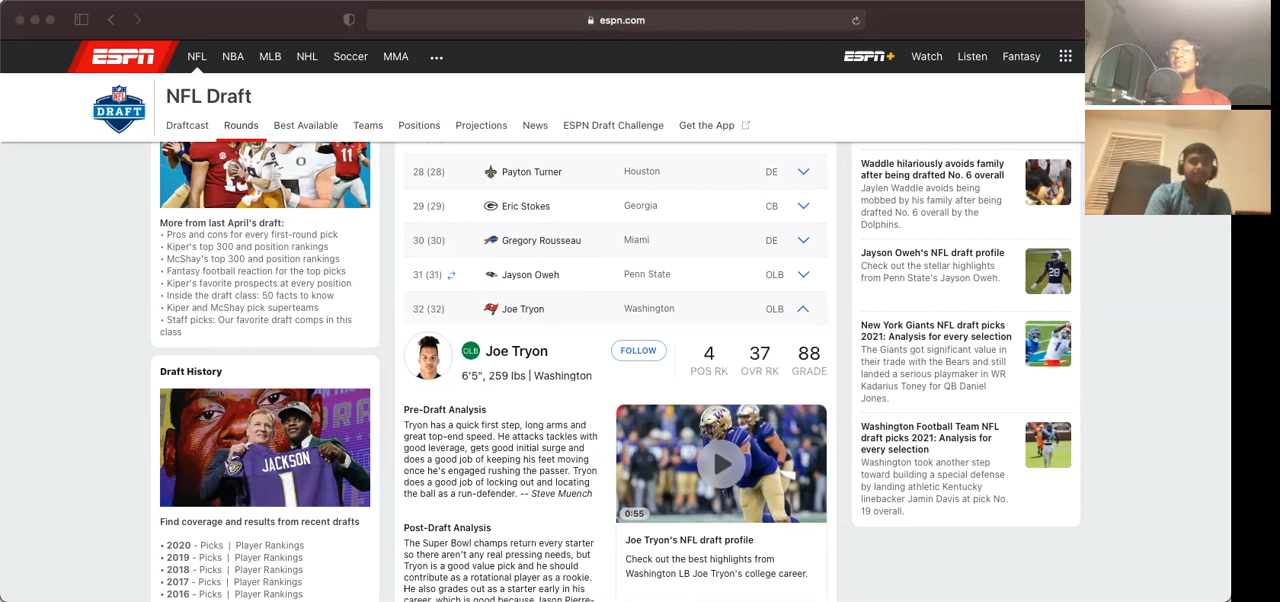 espn.com
ESPN
NFL
NBA
MLB
NHL
Soccer
MMA
ESPN+
Watch
Listen
Fantasy
NFL
DRAFT
NFL Draft
Draftcast
Rounds
Best Available
Teams
Positions
Projections
News
ESPN Draft Challenge
Get the App
More from last April's draft:
• Pros and cons for every first-round pick
• Kiper's top 300 and position rankings
• McShay's top 300 and position rankings
• Fantasy football reaction for the top picks
• Kiper's favorite prospects at every position
• Inside the draft class: 50 facts to know
• Kiper and McShay pick superteams
• Staff picks: Our favorite draft comps in this
class
Draft History
JACKSON
1
Find coverage and results from recent drafts
• 2020 - Picks | Player Rankings
• 2019 - Picks | Player Rankings
• 2018 - Picks | Player Rankings
• 2017 - Picks | Player Rankings
• 2016 - Picks | Player Rankings
28 (28) Payton Turner Houston DE
29 (29) Eric Stokes Georgia CB
30 (30) Gregory Rousseau Miami DE
31 (31) Jayson Oweh Penn State OLB
32 (32) Joe Tryon Washington OLB
OLB Joe Tryon
6'5", 259 lbs | Washington
FOLLOW
4
POS RK
37
OVR RK
88
GRADE
Pre-Draft Analysis
Tryon has a quick first step, long arms and
great top-end speed. He attacks tackles with
good leverage, gets good initial surge and
does a good job of keeping his feet moving
once he's engaged rushing the passer. Tryon
does a good job of locking out and locating
the ball as a run-defender. -- Steve Muench
Post-Draft Analysis
The Super Bowl champs return every starter
so there aren't any real pressing needs, but
Tryon is a good value pick and he should
contribute as a rotational player as a rookie.
He also grades out as a starter early in his
career, which is good because Jason Pierre-
0:55
Joe Tryon's NFL draft profile
Check out the best highlights from
Washington LB Joe Tryon's college career.
Waddle hilariously avoids family
after being drafted No. 6 overall
Jaylen Waddle avoids being
mobbed by his family after being
drafted No. 6 overall by the
Dolphins.
Jayson Oweh's NFL draft profile
Check out the stellar highlights
from Penn State's Jayson Oweh.
28
New York Giants NFL draft picks
2021: Analysis for every selection
The Giants got significant value in
their trade with the Bears and still
landed a serious playmaker in WR
Kadarius Toney for QB Daniel
Jones.
Washington Football Team NFL
draft picks 2021: Analysis for
every selection
Washington took another step
toward building a special defense
by landing athletic Kentucky
linebacker Jamin Davis at pick No.
19 overall.